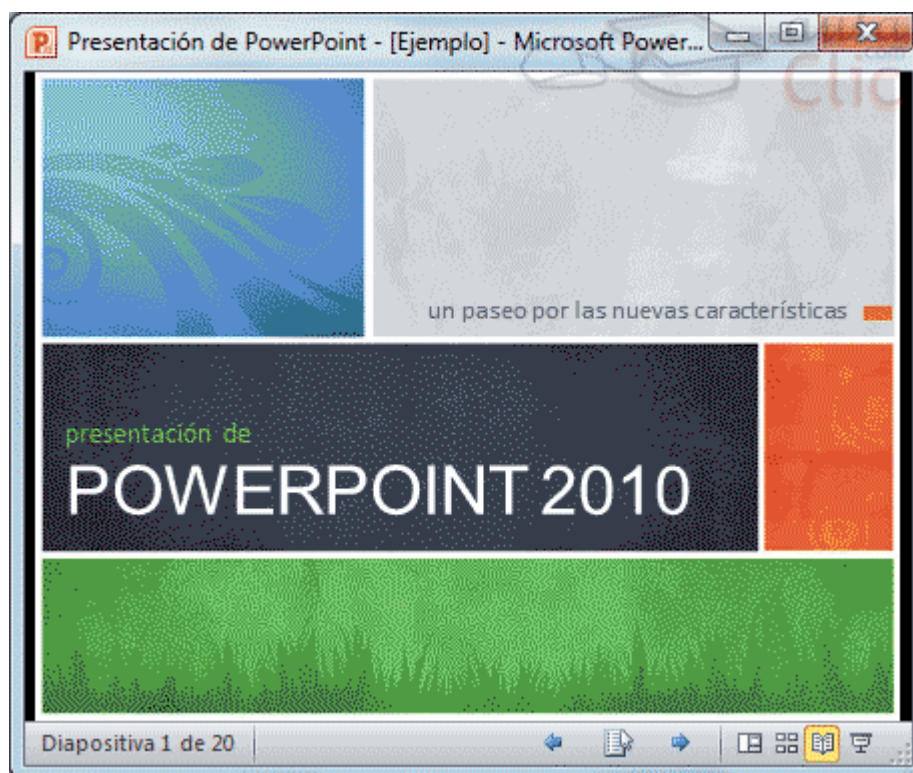 Presentación de PowerPoint - [Ejemplo] - Microsoft Power...
Clic
un paseo por las nuevas características
presentación de
POWERPOINT 2010
Diapositiva 1 de 20